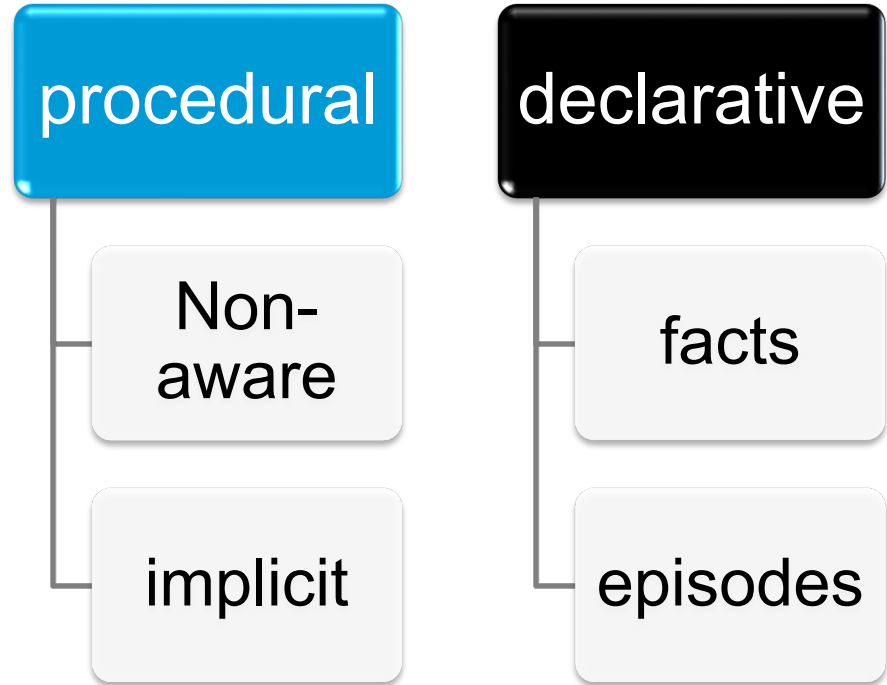 procedural
Non-
aware
implicit
declarative
facts
episodes